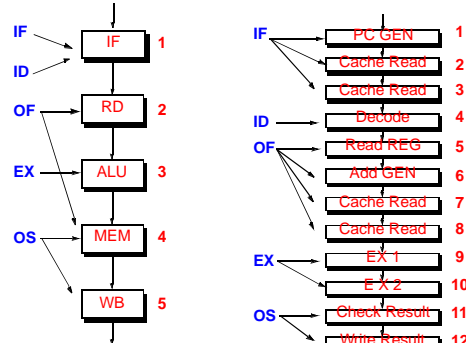 IF
IF 1
ID
OF RD 2
EX ALU 3
OS MEM 4
WB 5
IF PC GEN 1
Cache Read 2
Cache Read 3
ID Decode 4
OF Read REG 5
Add GEN 6
Cache Read 7
Cache Read 8
EX EX 1 9
E X 2 10
OS Check Result 11
Write Result 12